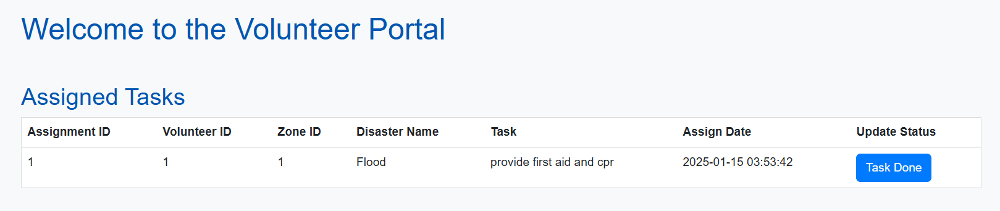 Welcome to the Volunteer Portal
Assigned Tasks
Assignment ID Volunteer ID Zone ID Disaster Name Task Assign Date Update Status
1 1 1 Flood provide first aid and cpr 2025-01-15 03:53:42 Task Done